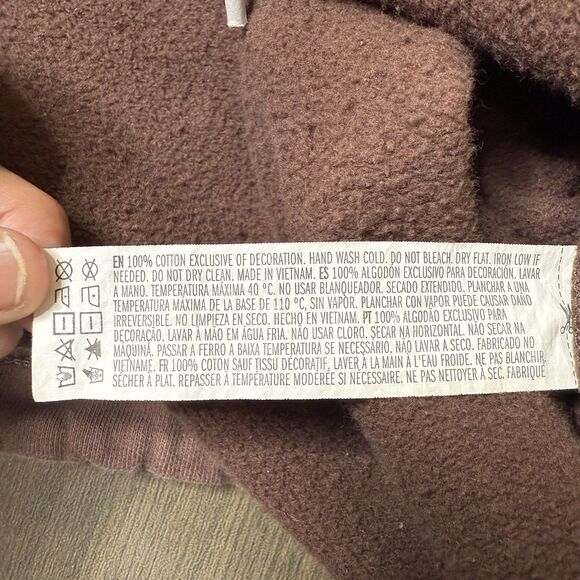 EN 100% COTTON EXCLUSIVE OF DECORATION. HAND WASH COLD. DO NOT BLEACH. DRY FLAT. IRON LOW IF
NEEDED. DO NOT DRY CLEAN. MADE IN VIETNAM. ES 100% ALGODÓN EXCLUSIVO PARA DECORACIÓN. LAVAR
A MANO. TEMPERATURA MÁXIMA 40 ºC. NO USAR BLANQUEADOR. SECADO EXTENDIDO. PLANCHAR A UNA
TEMPERATURA MÁXIMA DE LA BASE DE 110 ºC, SIN VAPOR. PLANCHAR CON VAPOR PUEDE CAUSAR DAÑO
IRREVERSIBLE. NO LIMPIEZA EN SECO. HECHO EN VIETNAM. PT 100% ALGODÃO EXCLUSIVO PARA
DECORAÇÃO. LAVAR À MÃO EM ÁGUA FRIA. NÃO USAR CLORO. SECAR NA HORIZONTAL. NÃO SECAR NA
MÁQUINA. PASSAR A FERRO A BAIXA TEMPERATURA SE NECESSÁRIO. NÃO LAVAR A SECO. FABRICADO NO
VIETNAME. FR 100% COTON SAUF TISSU DÉCORATIF, LAVER À LA MAIN À L'EAU FROIDE. NE PAS BLANCHIR,
SÉCHER À PLAT. REPASSER À TEMPÉRATURE MODÉRÉE SI NÉCESSAIRE. NE PAS NETTOYER À SEC. FABRIQUÉ